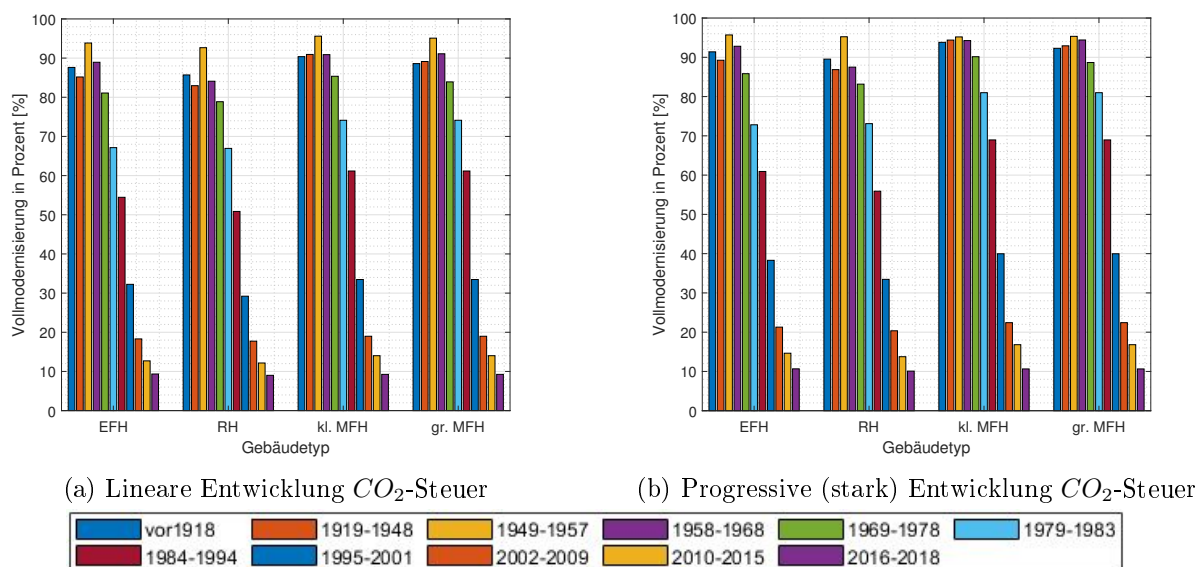 100
90
80
70
60
50
40
30
20
10
0
Vollmodernisierung in Prozent [%]
EFH RH kl. MFH gr. MFH
Gebäudetyp
(a) Lineare Entwicklung CO₂-Steuer
100
90
80
70
60
50
40
30
20
10
0
Vollmodernisierung in Prozent [%]
EFH RH kl. MFH gr. MFH
Gebäudetyp
(b) Progressive (stark) Entwicklung CO₂-Steuer
vor1918 1919-1948 1949-1957 1958-1968 1969-1978 1979-1983
1984-1994 1995-2001 2002-2009 2010-2015 2016-2018